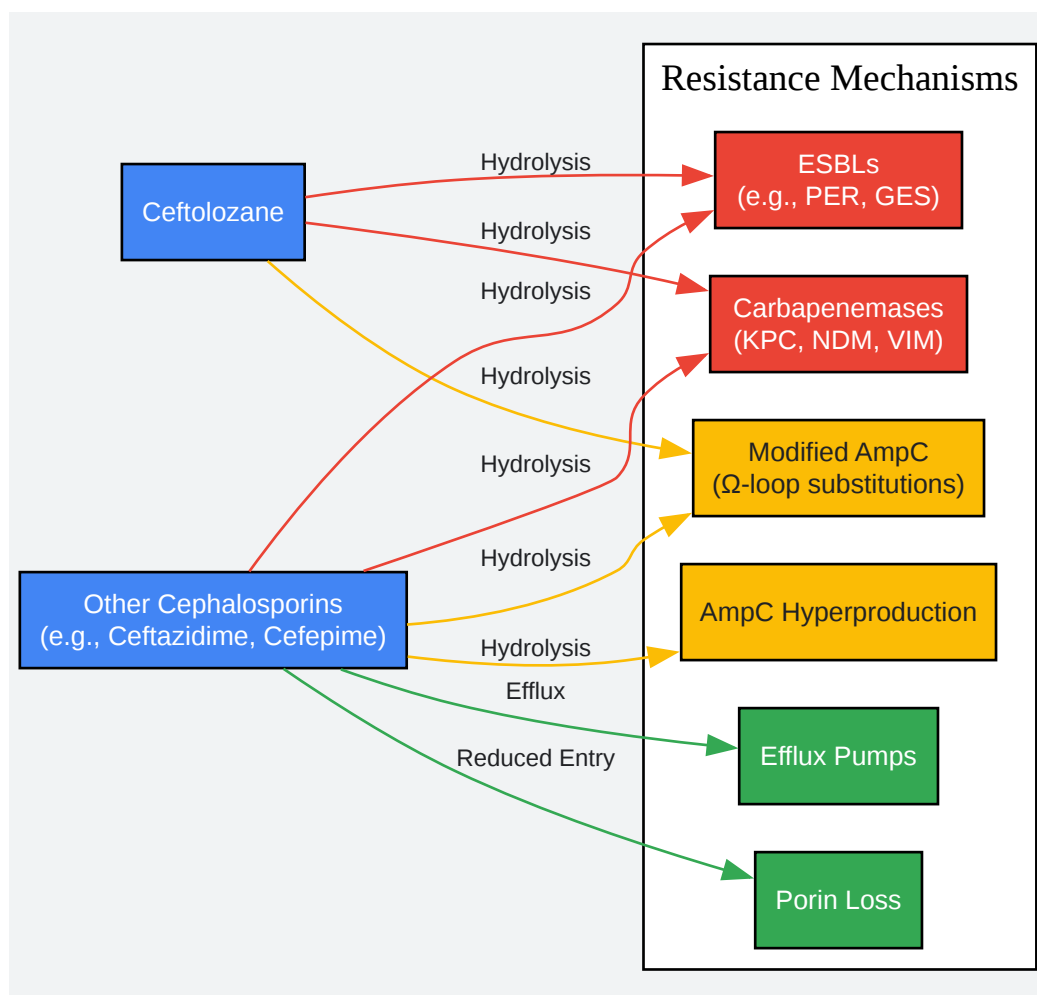 Resistance Mechanisms
Hydrolysis
ESBLs
(e.g., PER, GES)
Ceftolozane
Hydrolysis
Hydrolysis
Carbapenemases
(KPC, NDM, VIM)
Hydrolysis
Modified AmpC
(Ω-loop substitutions)
Hydrolysis
Hydrolysis
Other Cephalosporins
(e.g., Ceftazidime, Cefepime)
AmpC Hyperproduction
Hydrolysis
Efflux
Efflux Pumps
Reduced Entry
Porin Loss